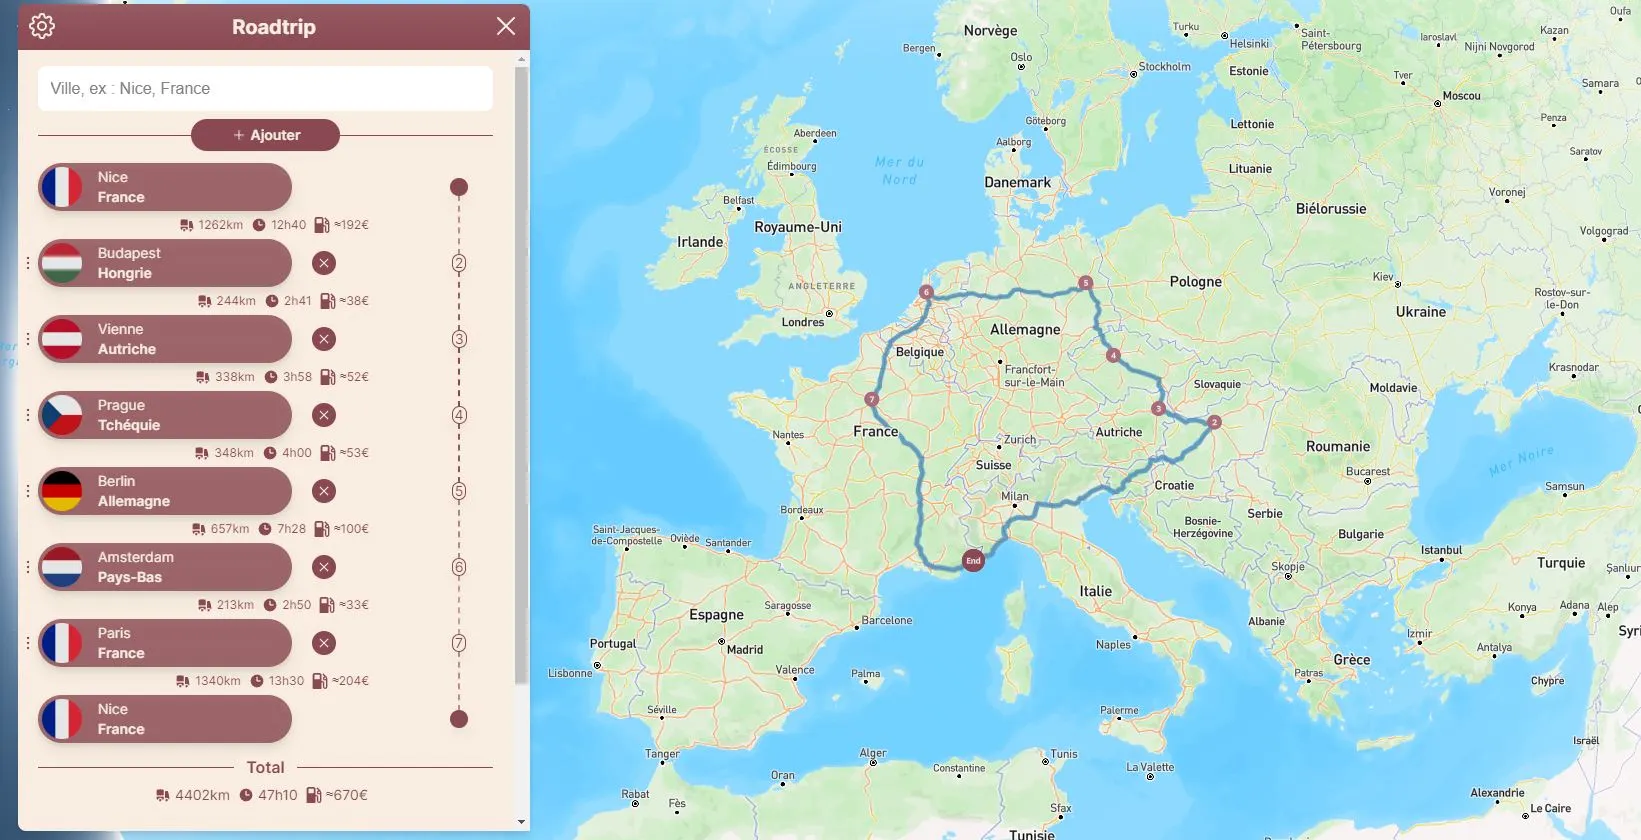 Roadtrip
Ville, ex : Nice, France
+ Ajouter
Nice
France
1262km 12h40 ≈192€
Budapest
Hongrie
2
244km 2h41 ≈38€
Vienne
Autriche
3
338km 3h58 ≈52€
Prague
Tchéquie
4
348km 4h00 ≈53€
Berlin
Allemagne
5
657km 7h28 ≈100€
Amsterdam
Pays-Bas
6
213km 2h50 ≈33€
Paris
France
7
1340km 13h30 ≈204€
Nice
France
Total
4402km 47h10 ≈670€
Norvège
Bergen
Oslo
Turku
Helsinki
Saint-
Pétersbourg
Iaroslavl
Nijni Novgorod
Kazan
Oufa
Stockholm
Estonie
Tver
Moscou
Samara
Göteborg
Lettonie
Penza
Aberdeen
ÉCOSSE
Édimbourg
Mer du
Nord
Aalborg
Danemark
Lituanie
Saratov
Belfast
Royaume-Uni
Irlande
Biélorussie
Voronej
Volgograd
ANGLETERRE
Londres
6
5
Pologne
Kiev
Ukraine
Rostov-sur-
le-Don
Allemagne
Belgique
4
Francfort-
sur-le-Main
Slovaquie
Moldavie
Krasnodar
7
3
2
Nantes
France
Zurich
Autriche
Roumanie
Suisse
Bucarest
Mer Noire
Milan
Croatie
Samsun
Bordeaux
Serbie
Bosnie-
Herzégovine
Bulgarie
Saint-Jacques-
de-Compostelle
Oviède
Santander
Istanbul
End
Skopje
Turquie
Şanlıu
Italie
Espagne
Saragosse
Barcelone
Albanie
Konya
Adana
Alep
Izmir
Syri
Portugal
Madrid
Naples
Antalya
Lisbonne
Valence
Palma
Grèce
Patras
Chypre
Séville
Palerme
Tanger
Alger
Tunis
La Valette
Israël
Oran
Constantine
Rabat
Fès
Sfax
Alexandrie
Le Caire
Tunisie